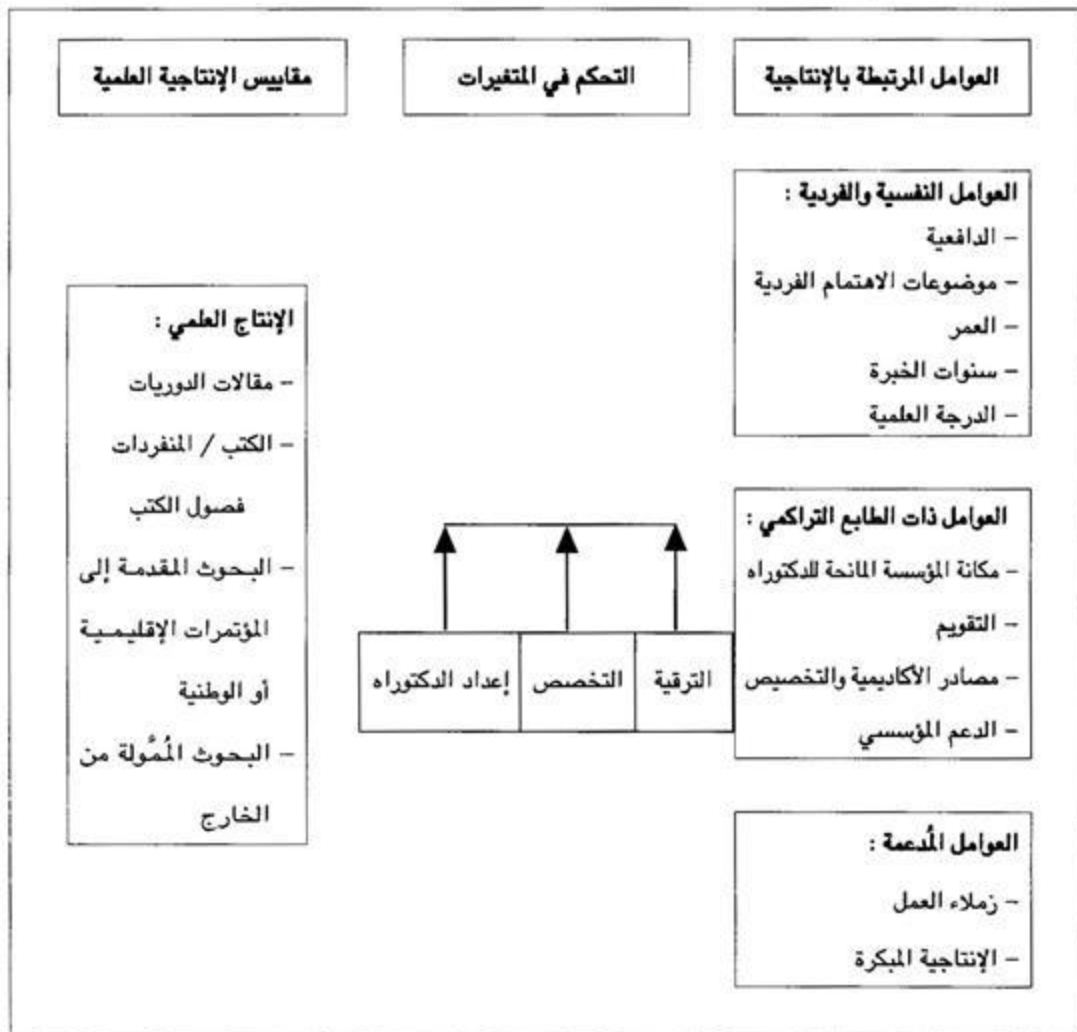 العوامل المرتبطة بالإنتاجية
التحكم في المتغيرات
مقاييس الإنتاجية العلمية
العوامل النفسية والفردية :
– الدافعية
– موضوعات الاهتمام الفردية
– العمر
– سنوات الخبرة
– الدرجة العلمية
العوامل ذات الطابع التراكمي :
– مكانة المؤسسة المانحة للدكتوراه
– التقويم
– مصادر الأكاديمية والتخصيص
– الدعم المؤسسي
العوامل المُدعمة :
– زملاء العمل
– الإنتاجية المبكرة
الترقية
التخصص
إعداد الدكتوراه
الإنتاج العلمي :
– مقالات الدوريات
– الكتب / المنفردات
فصول الكتب
– البحوث المقدمة إلى
المؤتمرات الإقليمية
أو الوطنية
– البحوث المُمَّولة من
الخارج